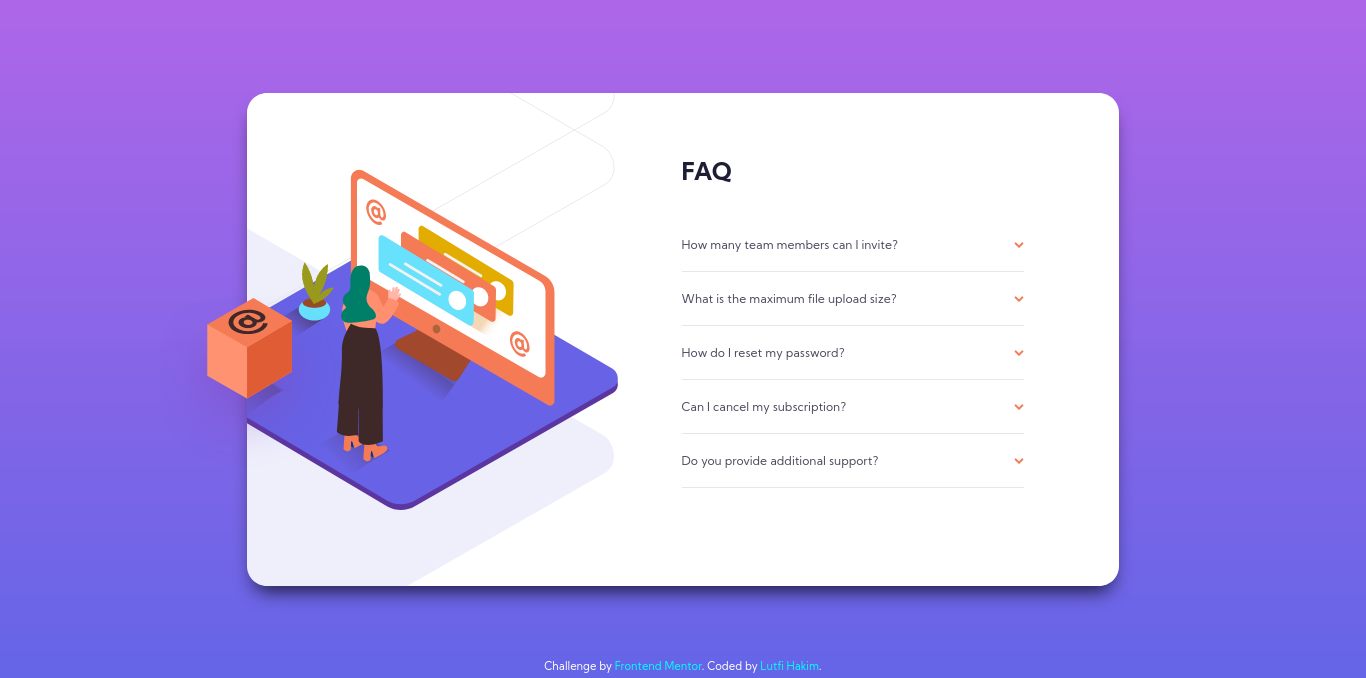 FAQ
How many team members can I invite?
What is the maximum file upload size?
How do I reset my password?
Can I cancel my subscription?
Do you provide additional support?
@
@
@
Challenge by Frontend Mentor. Coded by Lutfi Hakim.